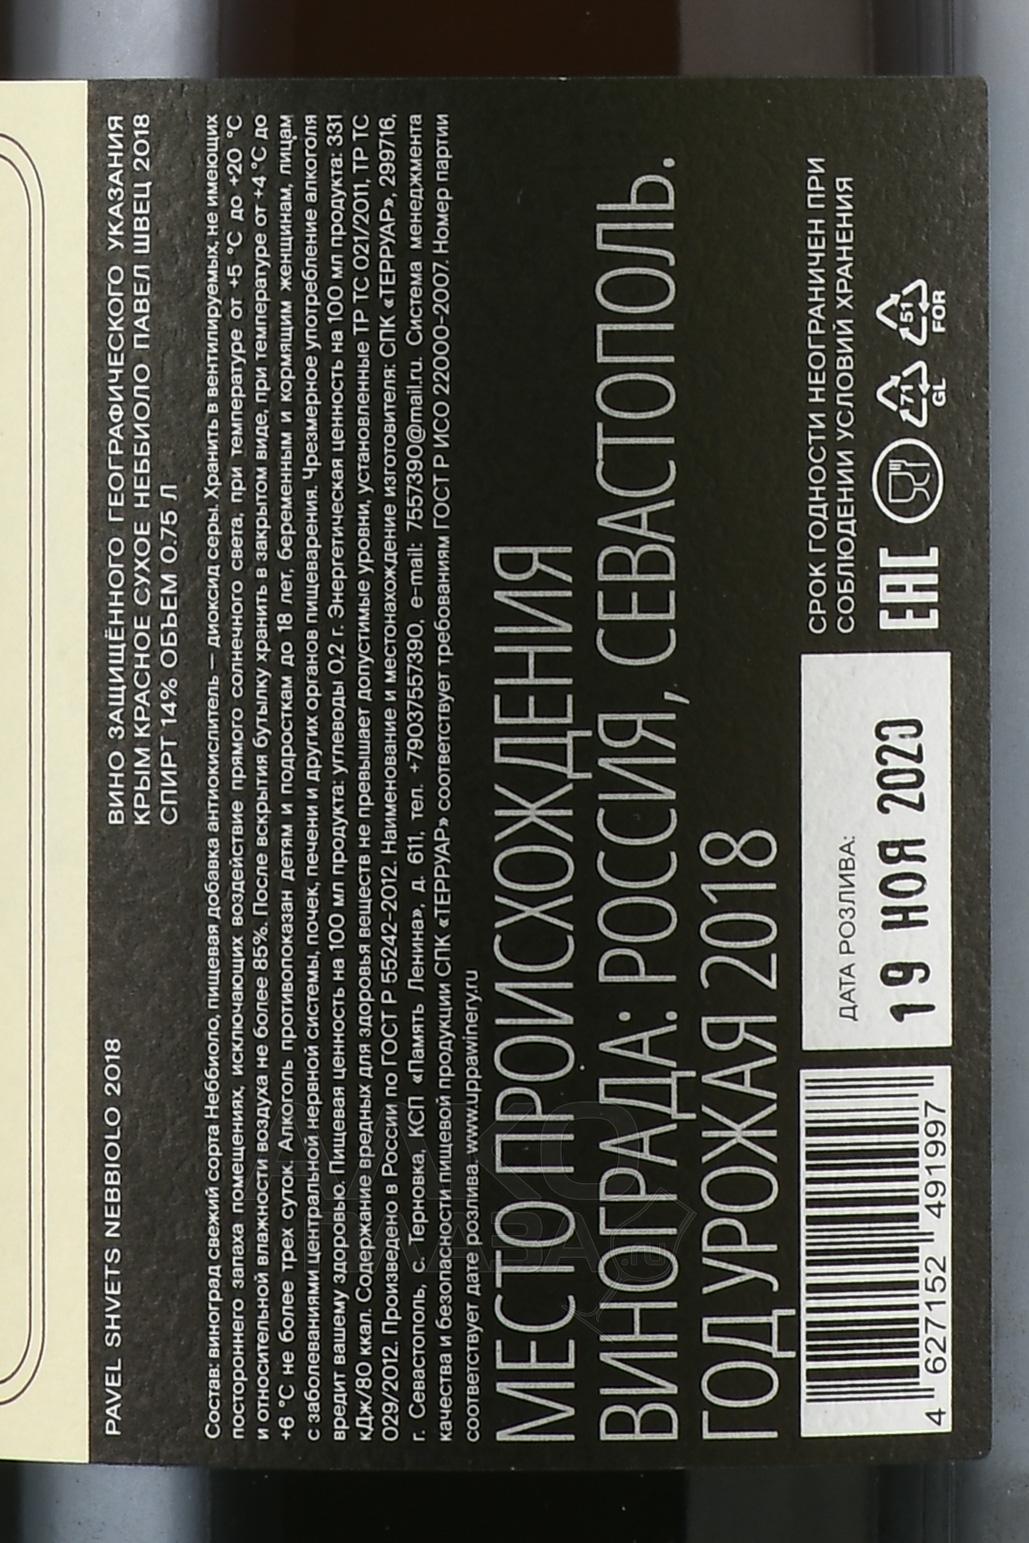 PAVEL SHVETS NEBBIOLO 2018
ВИНО ЗАЩИЩЁННОГО ГЕОГРАФИЧЕСКОГО УКАЗАНИЯ
КРЫМ КРАСНОЕ СУХОЕ НЕББИОЛО ПАВЕЛ ШВЕЦ 2018
СПИРТ 14% ОБЪЕМ 0.75 Л
Состав: виноград свежий сорта Неббиоло, пищевая добавка антиокислитель – диоксид серы. Хранить в вентилируемых, не имеющих
постороннего запаха помещениях, исключающих воздействие прямого солнечного света, при температуре от +5 °С до +20 °С
и относительной влажности воздуха не более 85%. После вскрытия бутылку хранить в закрытом виде, при температуре от +4 °С до
+6 °С не более трех суток. Алкоголь противопоказан детям и подросткам до 18 лет, беременным и кормящим женщинам, лицам
с заболеваниями центральной нервной системы, почек, печени и других органов пищеварения. Чрезмерное употребление алкоголя
вредит вашему здоровью. Пищевая ценность на 100 мл продукта: углеводы 0,2 г. Энергетическая ценность на 100 мл продукта: 331
кДж/80 ккал. Содержание вредных для здоровья веществ не превышает допустимые уровни, установленные ТР ТС 021/2011, ТР ТС
029/2012. Произведено в России по ГОСТ Р 55242-2012. Наименование и местонахождение изготовителя: СПК «ТЕРРУАР», 299716,
г. Севастополь, с. Терновка, КСП «Память Ленина», д. 611, тел. +79037557390, e-mail: 7557390@mail.ru. Система менеджмента
качества и безопасности пищевой продукции СПК «ТЕРРУАР» соответствует требованиям ГОСТ Р ИСО 22000-2007. Номер партии
соответствует дате розлива. www.uppawinery.ru
МЕСТО ПРОИСХОЖДЕНИЯ
ВИНОГРАДА: РОССИЯ, СЕВАСТОПОЛЬ.
ГОД УРОЖАЯ 2018
4 627152 491997
ДАТА РОЗЛИВА:
19 НОЯ 2020
СРОК ГОДНОСТИ НЕОГРАНИЧЕН ПРИ
СОБЛЮДЕНИИ УСЛОВИЙ ХРАНЕНИЯ
EAC
71
GL
51
FOR